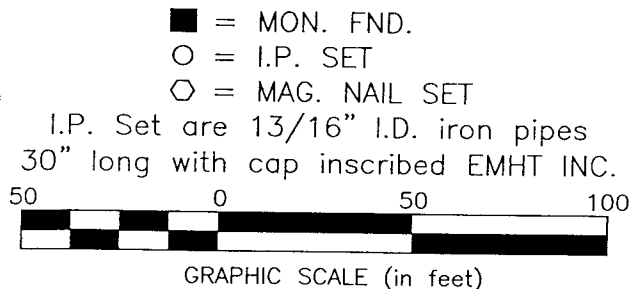 ■ = MON. FND.
○ = I.P. SET
⬡ = MAG. NAIL SET
I.P. Set are 13/16" I.D. iron pipes
30" long with cap inscribed EMHT INC.
50 0 50 100
GRAPHIC SCALE (in feet)